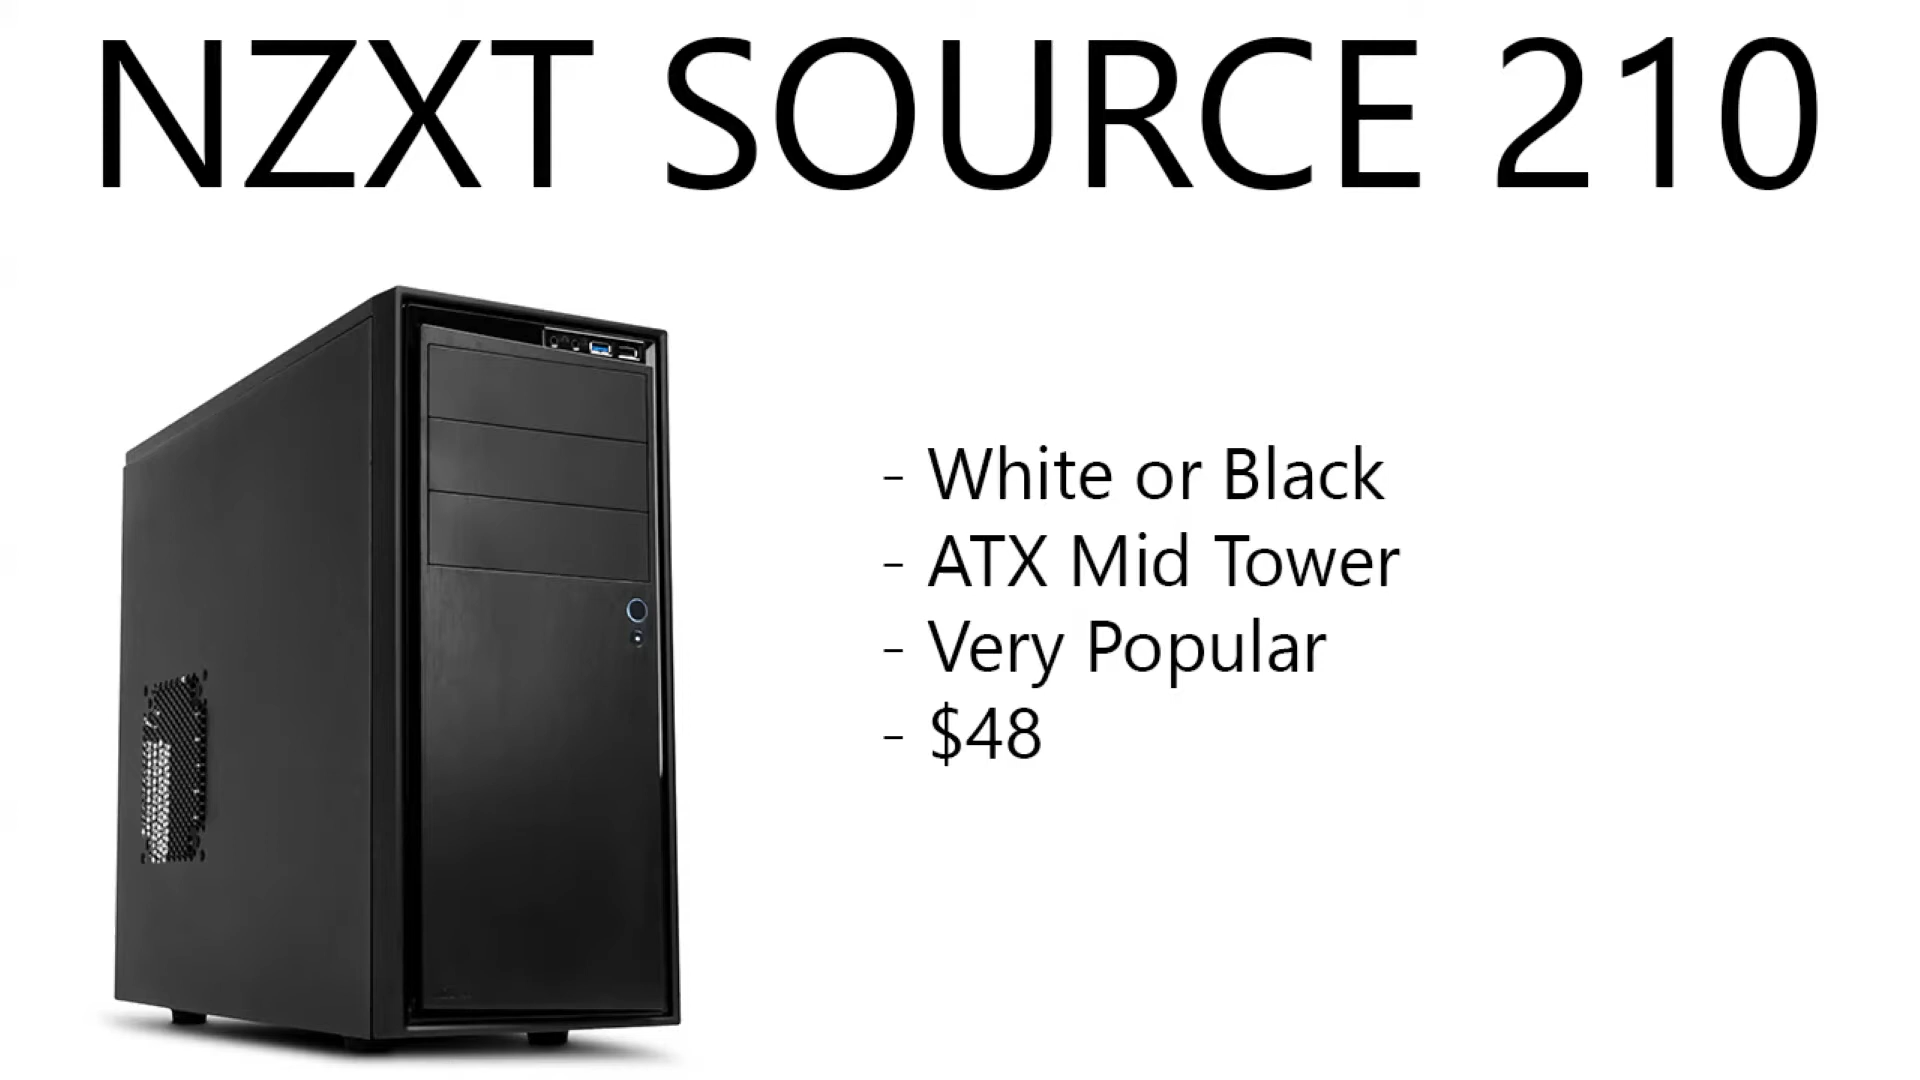 NZXT SOURCE 210
- White or Black
- ATX Mid Tower
- Very Popular
- $48